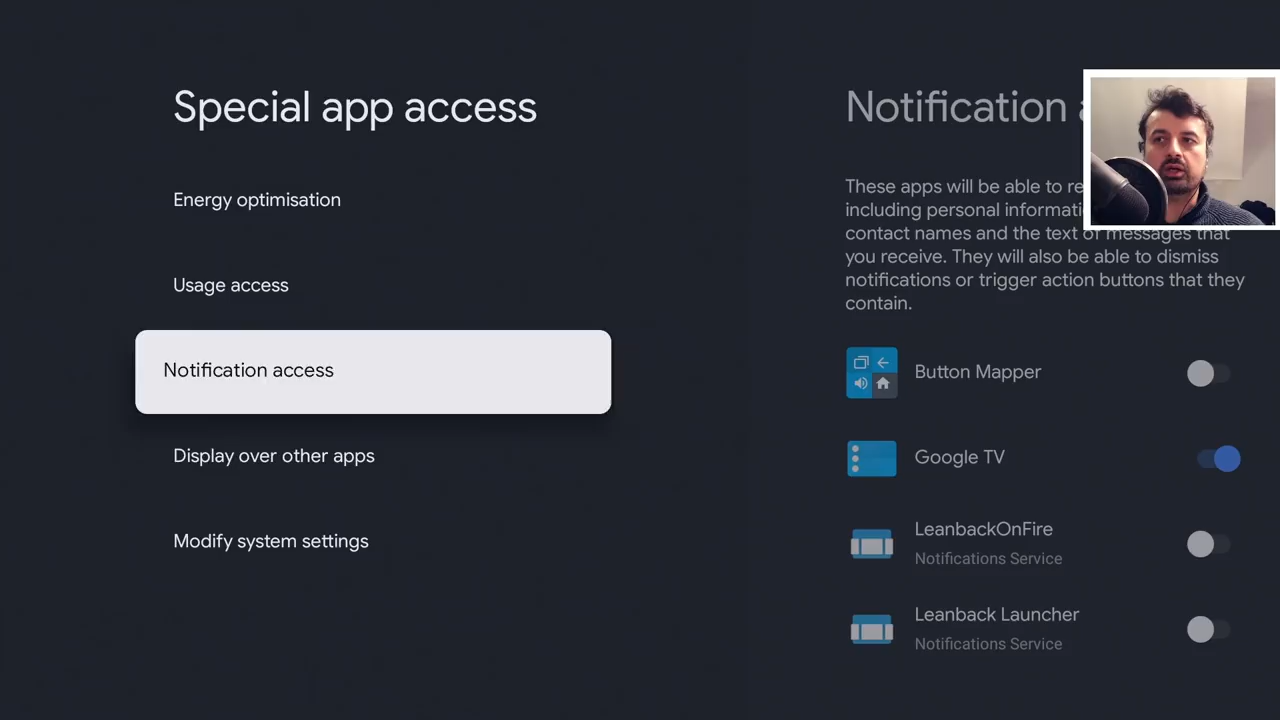 Special app access
Energy optimisation
Usage access
Notification access
Display over other apps
Modify system settings
Notification
These apps will be able to
including personal
contact names and the text of messages that
you receive. They will also be able to dismiss
notifications or trigger action buttons that they
contain.
Button Mapper
Google TV
LeanbackOnFire
Notifications Service
Leanback Launcher
Notifications Service